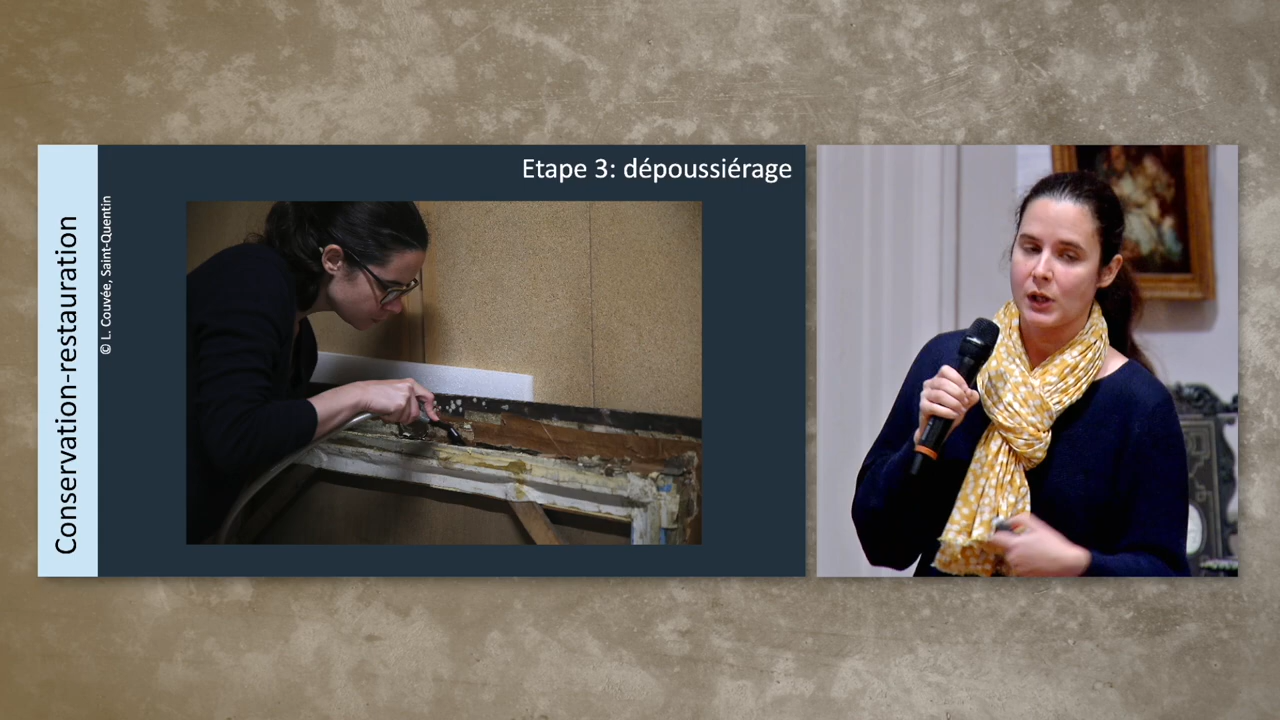 Etape 3: dépoussiérage
Conservation-restauration
© L. Couvée, Saint-Quentin